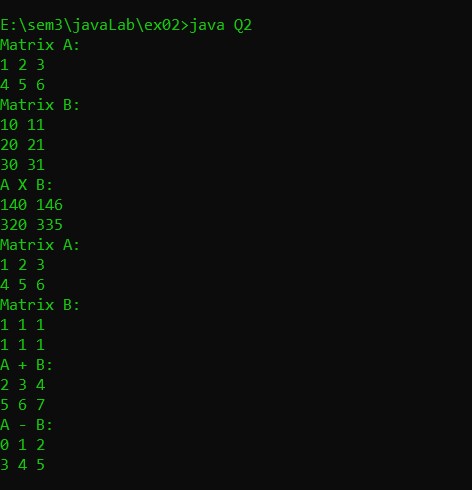 E:\sem3\javaLab\ex02>java Q2
Matrix A:
1 2 3
4 5 6
Matrix B:
10 11
20 21
30 31
A X B:
140 146
320 335
Matrix A:
1 2 3
4 5 6
Matrix B:
1 1 1
1 1 1
A + B:
2 3 4
5 6 7
A - B:
0 1 2
3 4 5